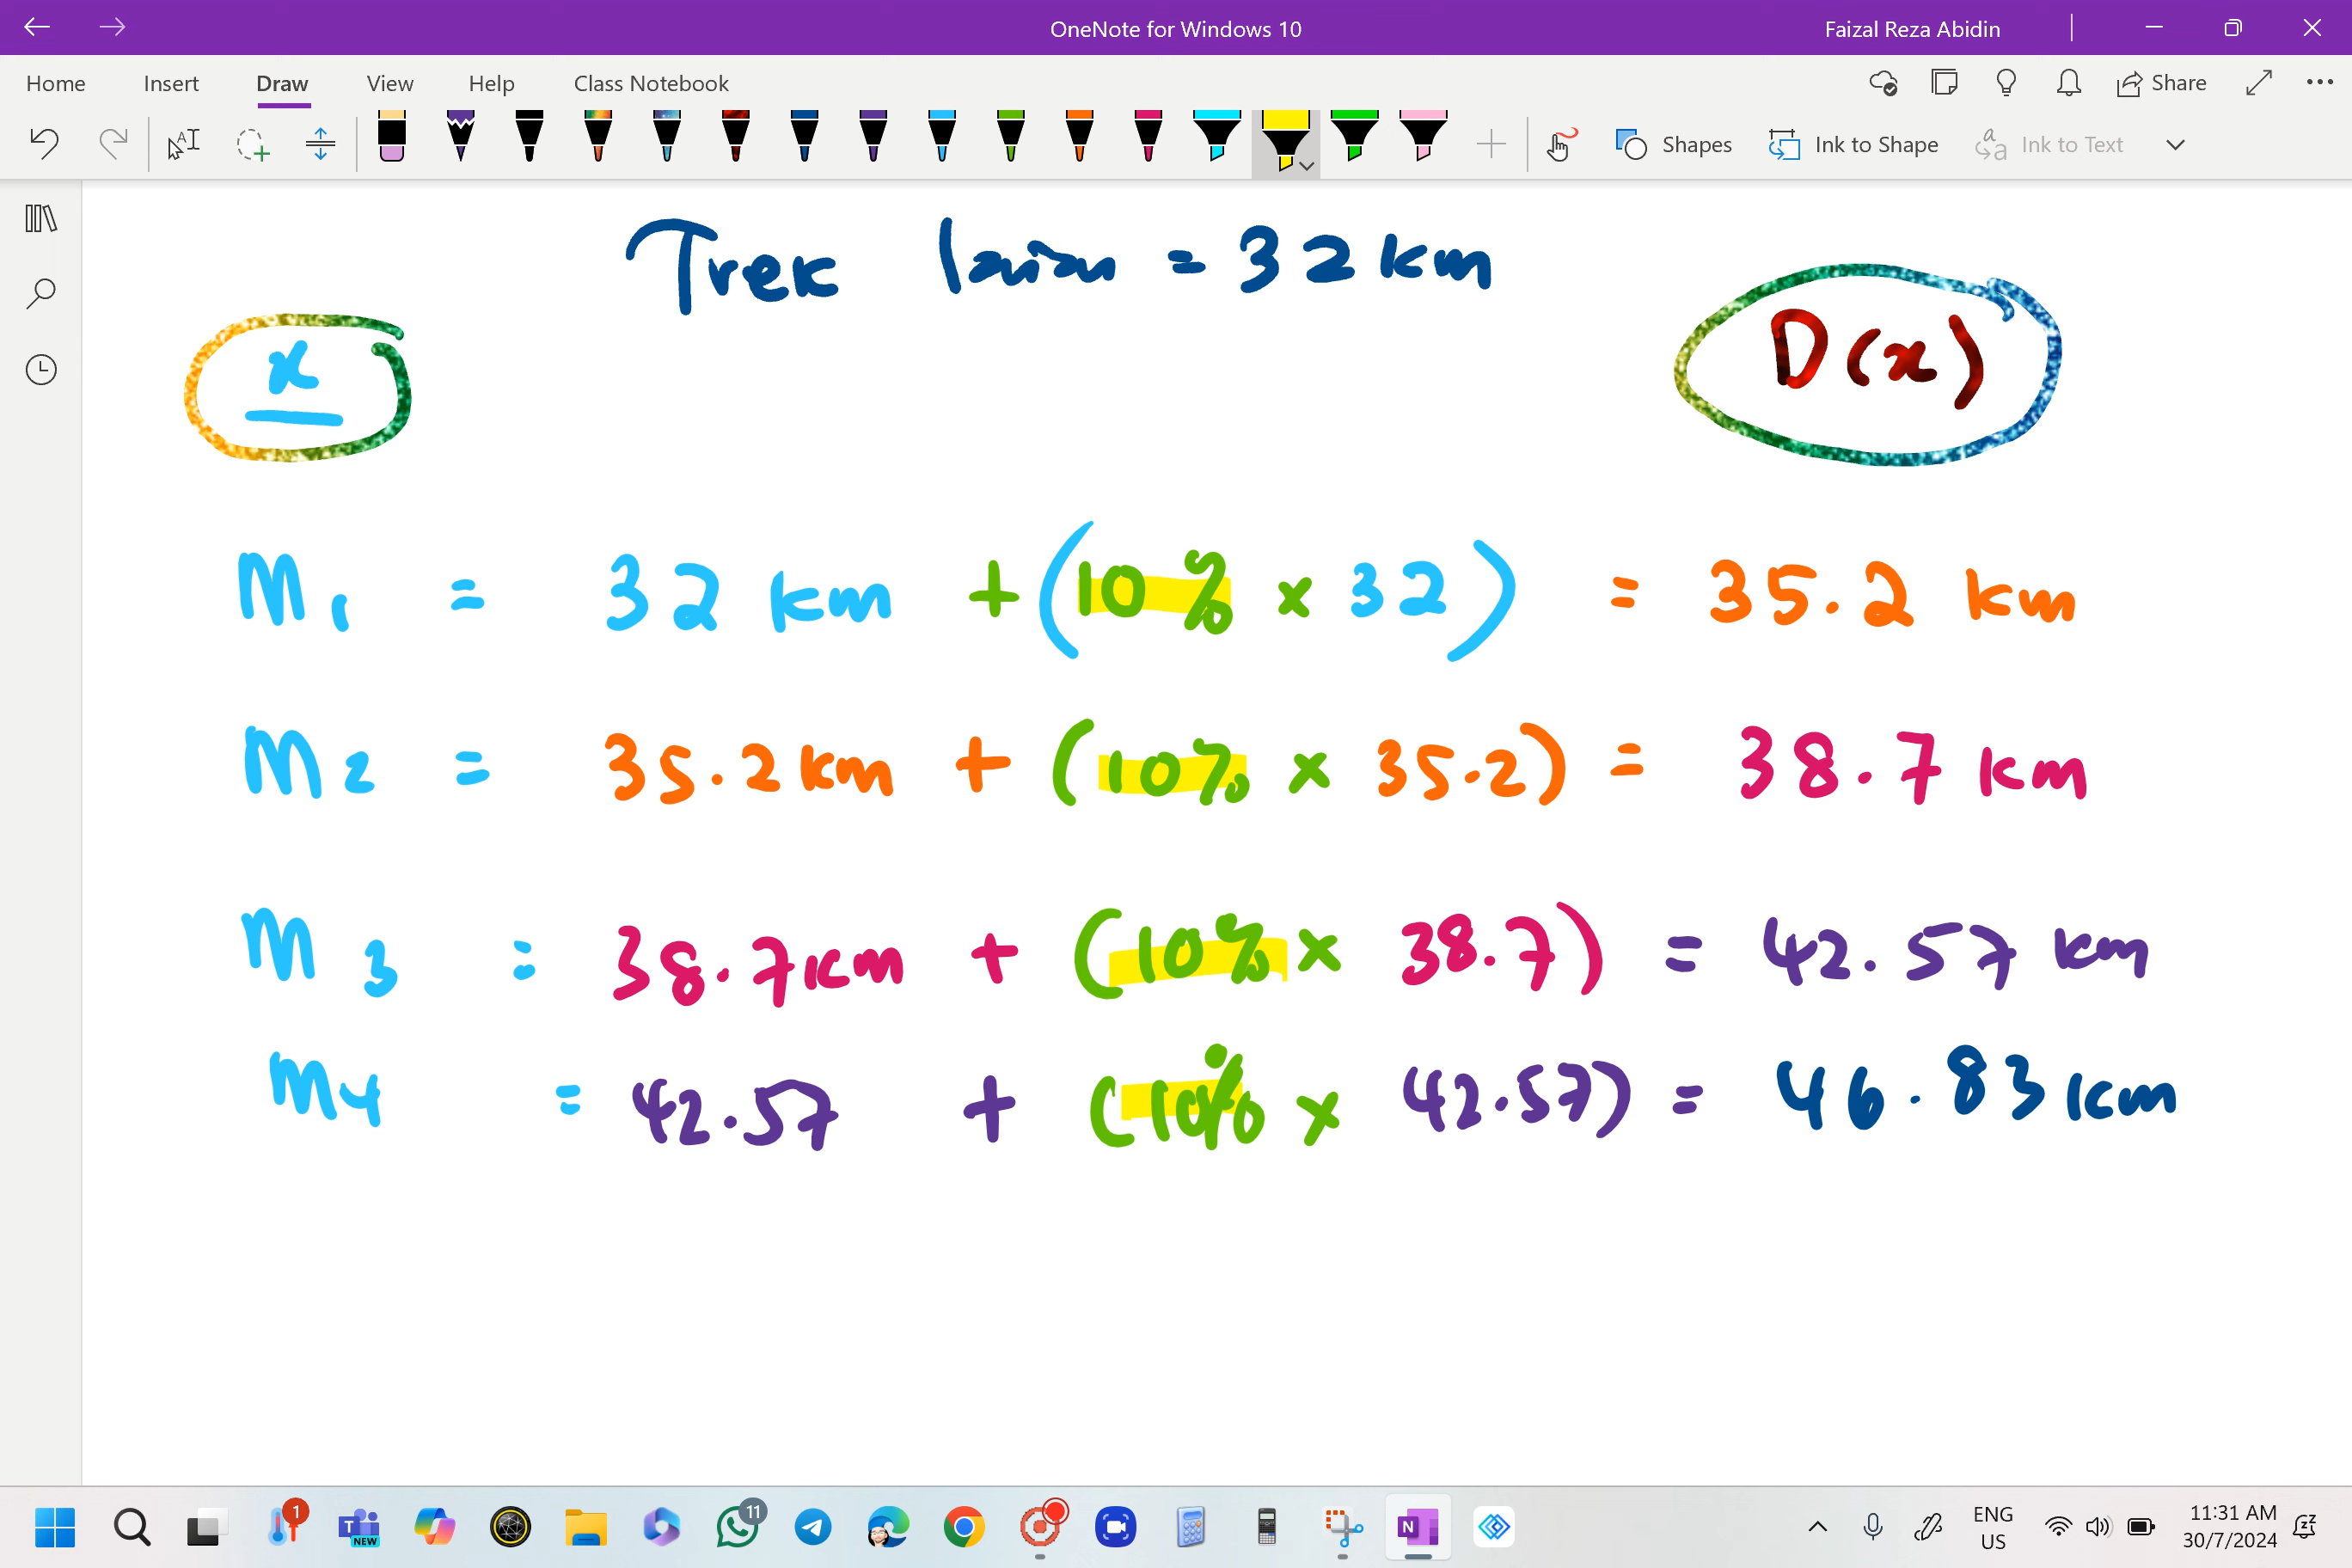 OneNote for Windows 10 Faizal Reza Abidin
Home Insert Draw View Help Class Notebook Share
Shapes Ink to Shape Ink to Text
Trek larian = 32 km
x D(x)
M1 = 32 km + (10% × 32) = 35.2 km
M2 = 35.2 km + (10% × 35.2) = 38.7 km
M3 = 38.7 km + (10% × 38.7) = 42.57 km
M4 = 42.57 + (10% × 42.57) = 46.83 km
1 NEW 11 ENG 11:31 AM
US 30/7/2024